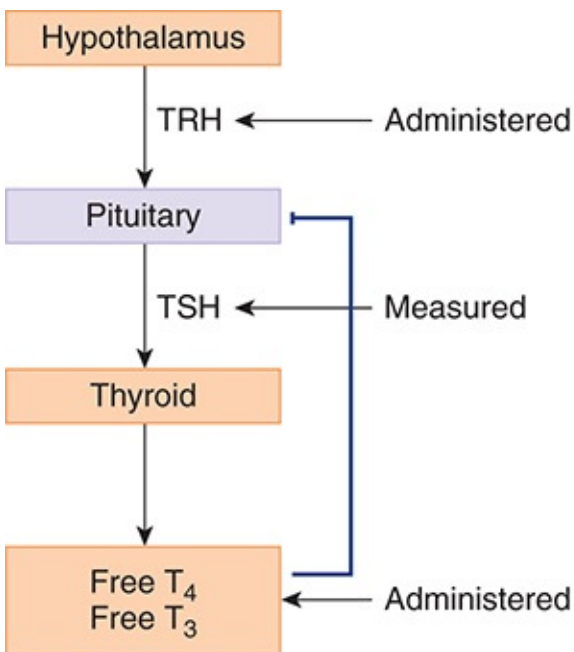 Hypothalamus
TRH
Administered
Pituitary
TSH
Measured
Thyroid
Free T₄
Free T₃
Administered